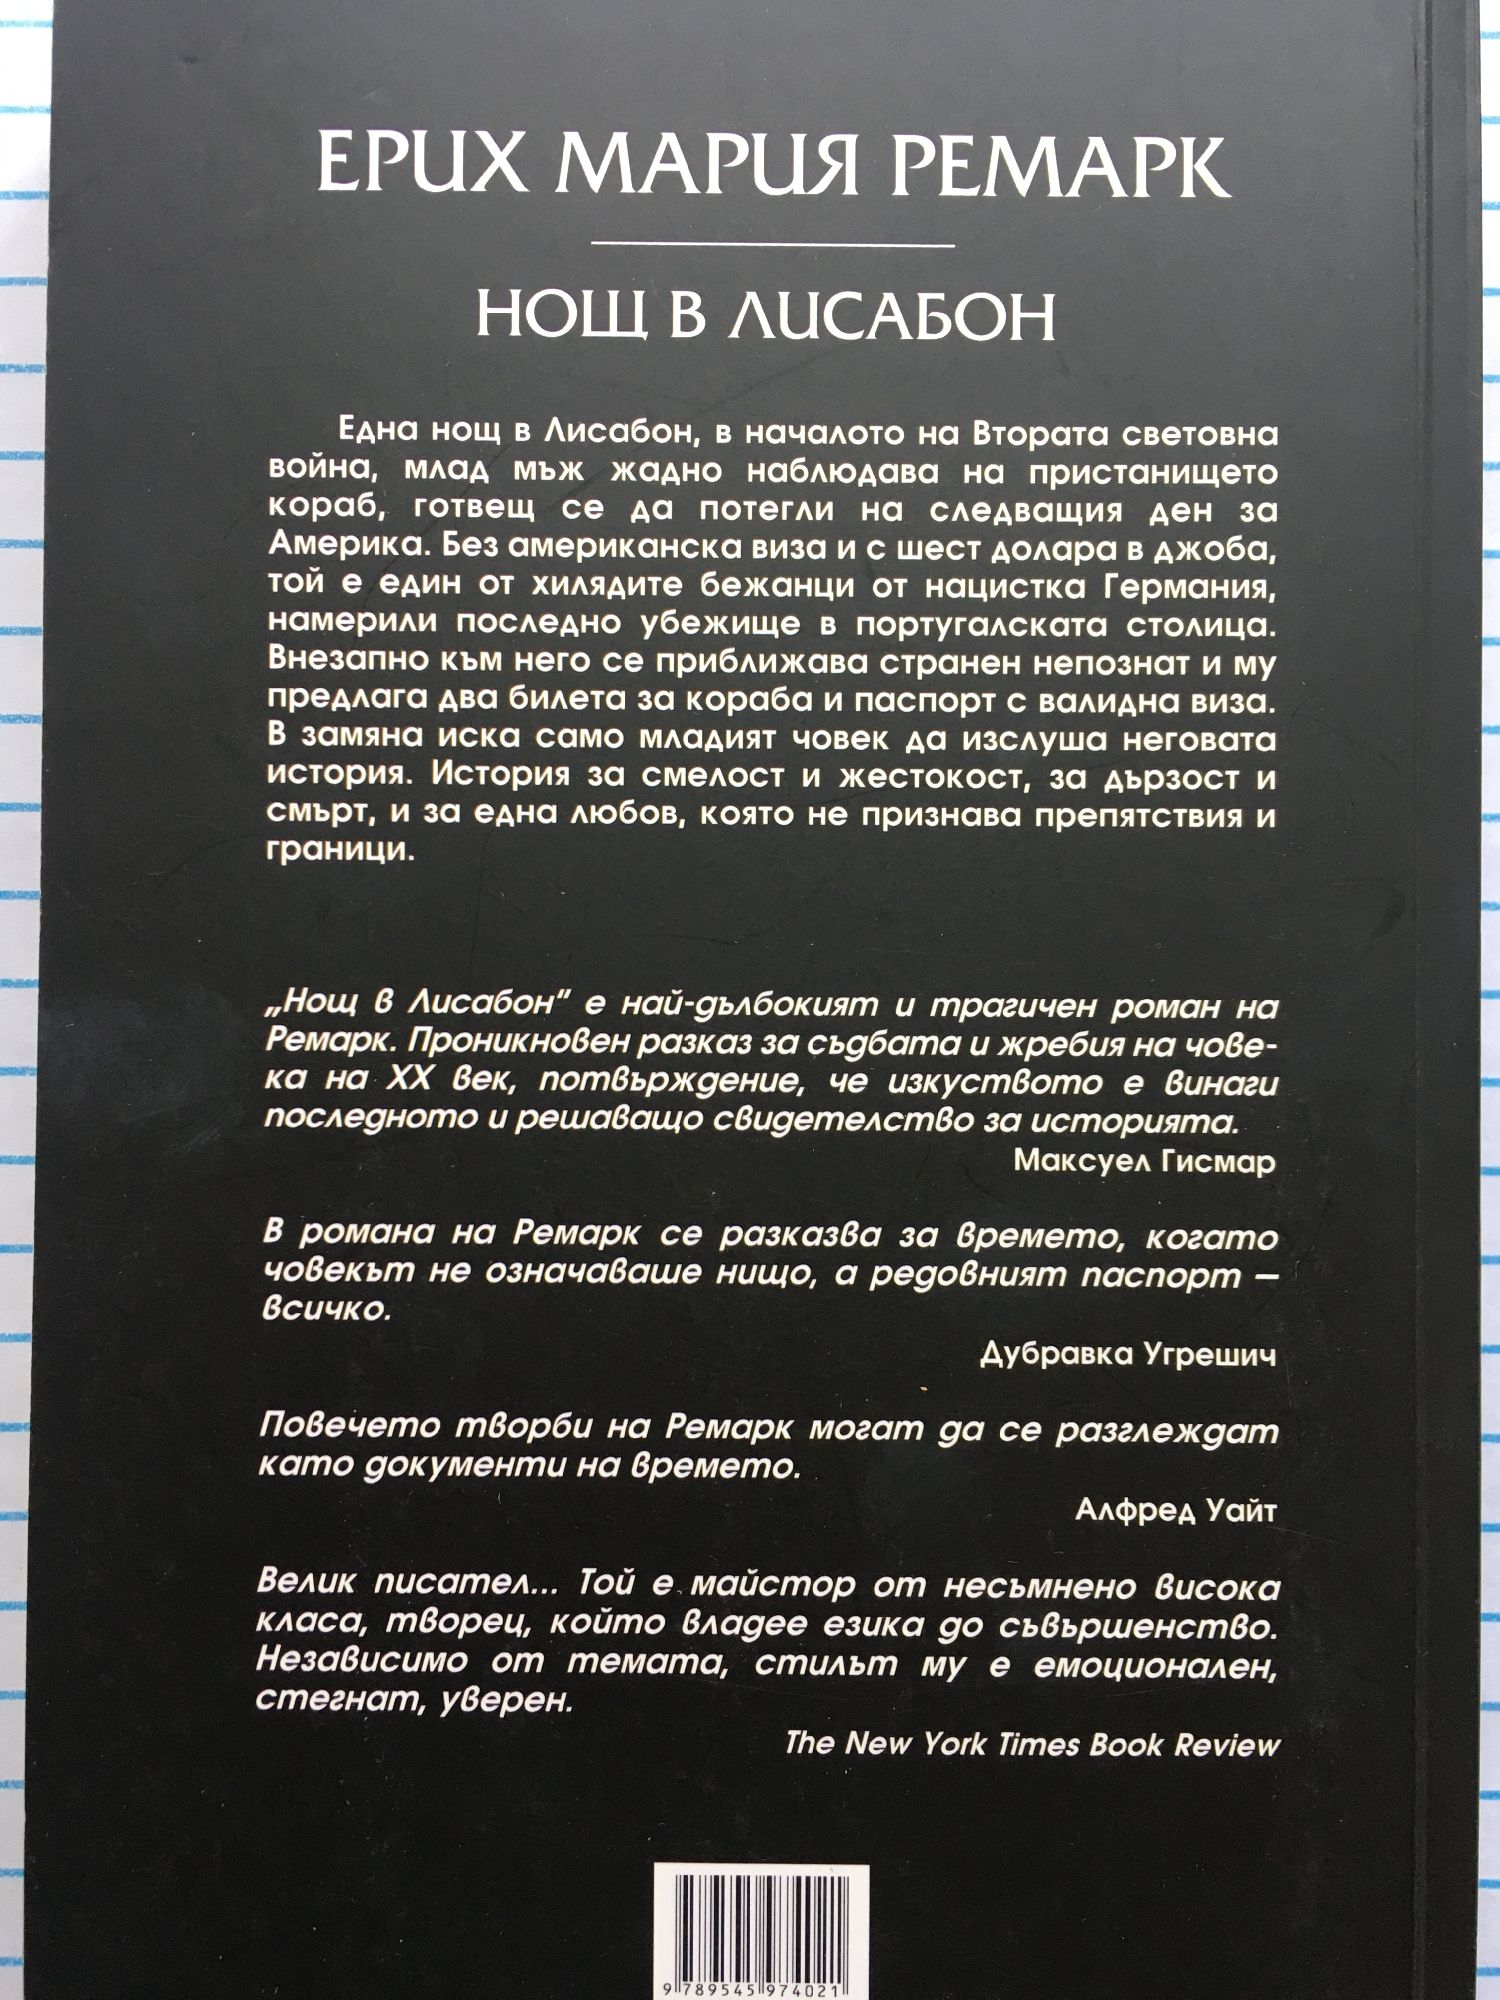 ЕРИХ МАРИЯ РЕМАРК
НОЩ В ЛИСАБОН
Една нощ в Лисабон, в началото на Втората световна
война, млад мъж жадно наблюдава на пристанището
кораб, готвещ се да потегли на следващия ден за
Америка. Без американска виза и с шест долара в джоба,
той е един от хилядите бежанци от нацистка Германия,
намерили последно убежище в португалската столица.
Внезапно към него се приближава странен непознат и му
предлага два билета за кораба и паспорт с валидна виза.
В замяна иска само младият човек да изслуша неговата
история. История за смелост и жестокост, за дързост и
смърт, и за една любов, която не признава препятствия и
граници.
„Нощ в Лисабон” е най-дълбокият и трагичен роман на
Ремарк. Проникновен разказ за съдбата и жребия на чове-
ка на XX век, потвърждение, че изкуството е винаги
последното и решаващо свидетелство за историята.
Максуел Гисмар
В романа на Ремарк се разказва за времето, когато
човекът не означаваше нищо, а редовният паспорт –
всичко.
Дубравка Угрешич
Повечето творби на Ремарк могат да се разглеждат
като документи на времето.
Алфред Уайт
Велик писател... Той е майстор от несъмнено висока
класа, творец, който владее езика до съвършенство.
Независимо от темата, стилът му е емоционален,
стегнат, уверен.
The New York Times Book Review
9 789545 974021